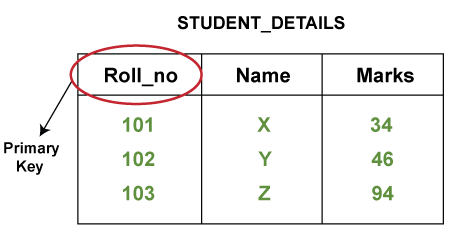 STUDENT_DETAILS
Roll_no Name Marks
101 X 34
102 Y 46
103 Z 94
Primary
Key